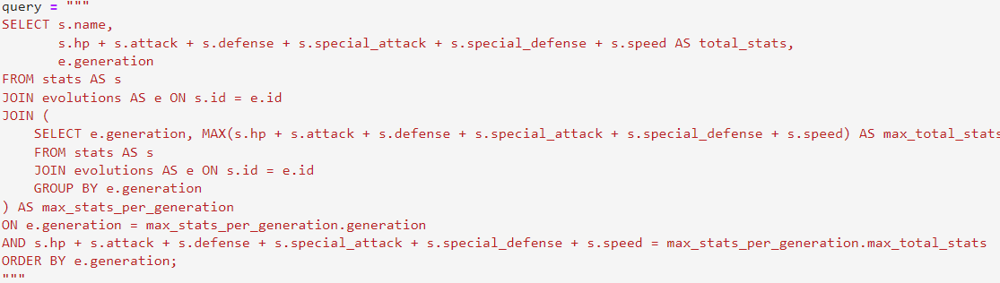 query = """
SELECT s.name,
       s.hp + s.attack + s.defense + s.special_attack + s.special_defense + s.speed AS total_stats,
       e.generation
FROM stats AS s
JOIN evolutions AS e ON s.id = e.id
JOIN (
    SELECT e.generation, MAX(s.hp + s.attack + s.defense + s.special_attack + s.special_defense + s.speed) AS max_total_stats
    FROM stats AS s
    JOIN evolutions AS e ON s.id = e.id
    GROUP BY e.generation
) AS max_stats_per_generation
ON e.generation = max_stats_per_generation.generation
AND s.hp + s.attack + s.defense + s.special_attack + s.special_defense + s.speed = max_stats_per_generation.max_total_stats
ORDER BY e.generation;
"""